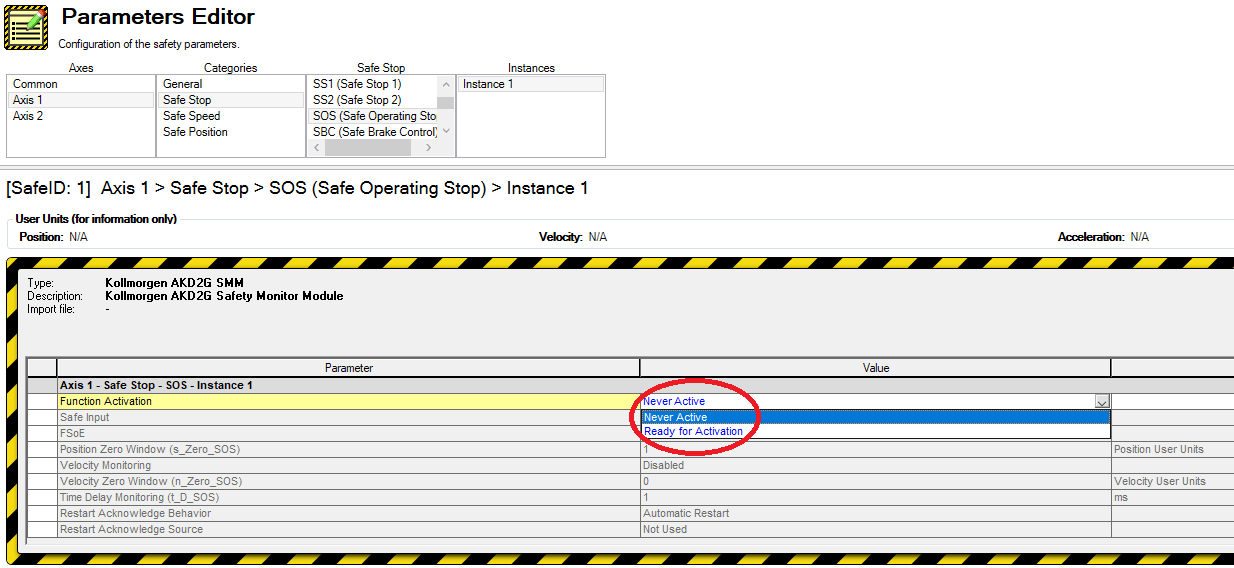 Parameters Editor
Configuration of the safety parameters.
Axes Categories Safe Stop Instances
Common General SS1 (Safe Stop 1) Instance 1
Axis 1 Safe Stop SS2 (Safe Stop 2)
Axis 2 Safe Speed SOS (Safe Operating Sto
Safe Position SBC (Safe Brake Control)
[SafeID: 1] Axis 1 > Safe Stop > SOS (Safe Operating Stop) > Instance 1
User Units (for information only)
Position: N/A Velocity: N/A Acceleration: N/A
Type: Kollmorgen AKD2G SMM
Description: Kollmorgen AKD2G Safety Monitor Module
Import file: -
Parameter Value
Axis 1 - Safe Stop - SOS - Instance 1
Function Activation Never Active
Safe Input Never Active
FSoE Ready for Activation
Position Zero Window (s_Zero_SOS) 1 Position User Units
Velocity Monitoring Disabled
Velocity Zero Window (n_Zero_SOS) 0 Velocity User Units
Time Delay Monitoring (t_D_SOS) 1 ms
Restart Acknowledge Behavior Automatic Restart
Restart Acknowledge Source Not Used